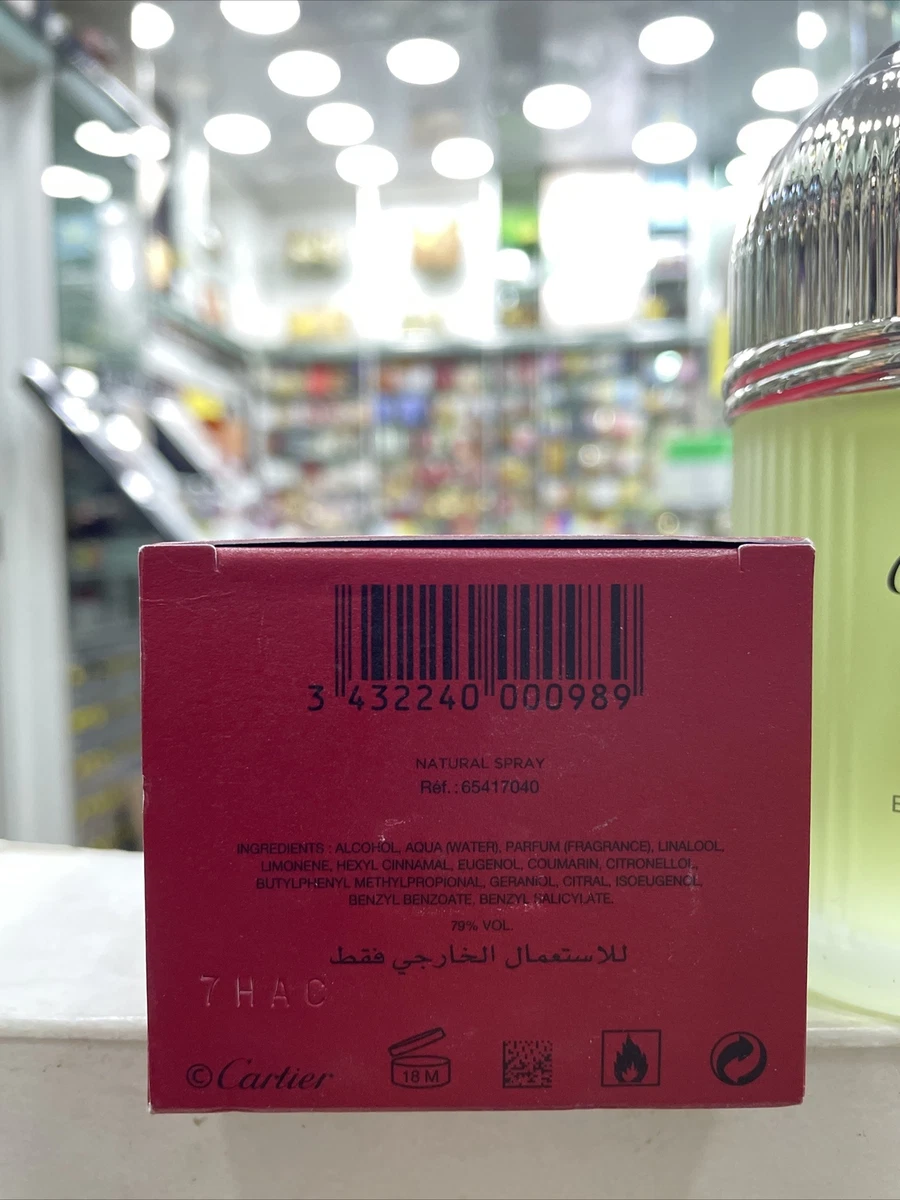 3 432240 000989
NATURAL SPRAY
Réf.:65417040
INGREDIENTS : ALCOHOL, AQUA (WATER), PARFUM (FRAGRANCE), LINALOOL,
LIMONENE, HEXYL CINNAMAL, EUGENOL, COUMARIN, CITRONELLOL,
BUTYLPHENYL METHYLPROPIONAL, GERANIOL, CITRAL, ISOEUGENOL,
BENZYL BENZOATE, BENZYL SALICYLATE.
79% VOL.
للاستعمال الخارجي فقط
7HAC
©Cartier
18 M